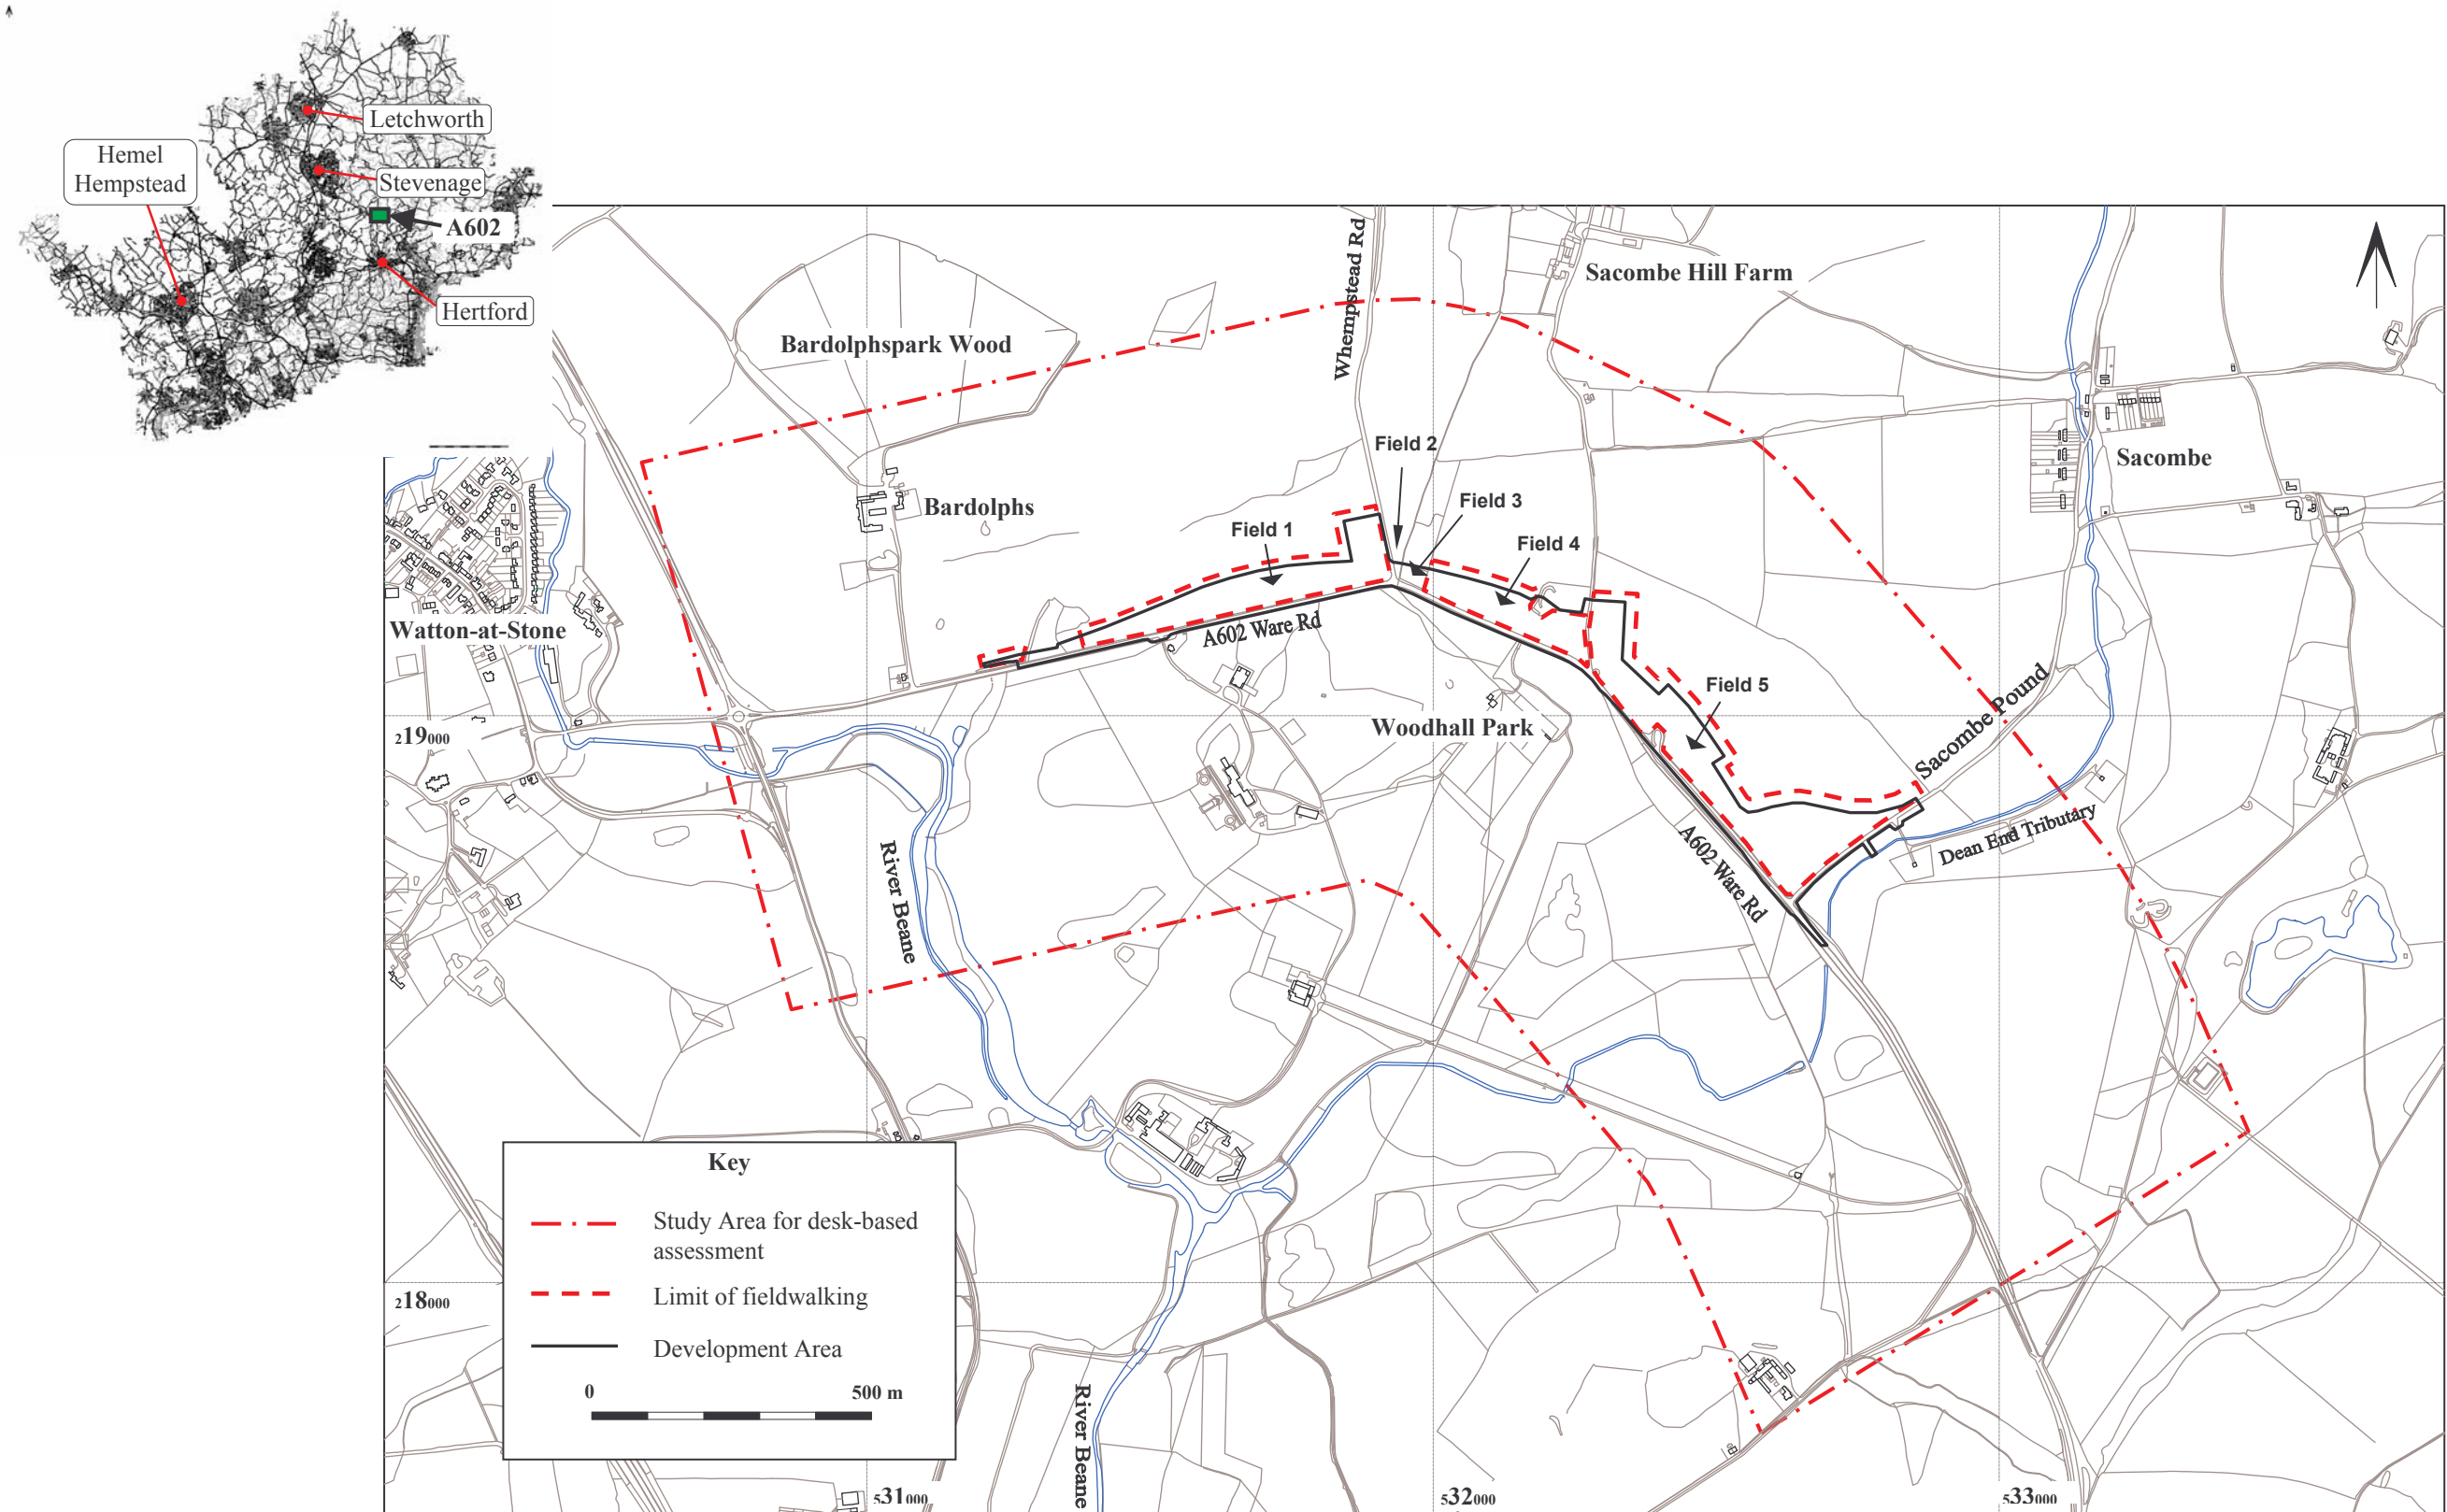 Letchworth
Hemel
Hempstead
Stevenage
A602
Hertford
Whempstead Rd
Sacombe Hill Farm
Bardolphspark Wood
Field 2
Sacombe
Field 3
Bardolphs
Field 1
Field 4
Watton-at-Stone
A602 Ware Rd
Field 5
Sacombe Pound
Woodhall Park
219000
Dean End Tributary
River Beane
A602 Ware Rd
Key
Study Area for desk-based
assessment
Limit of fieldwalking
Development Area
0 500 m
218000
River Beane
531000
532000
533000